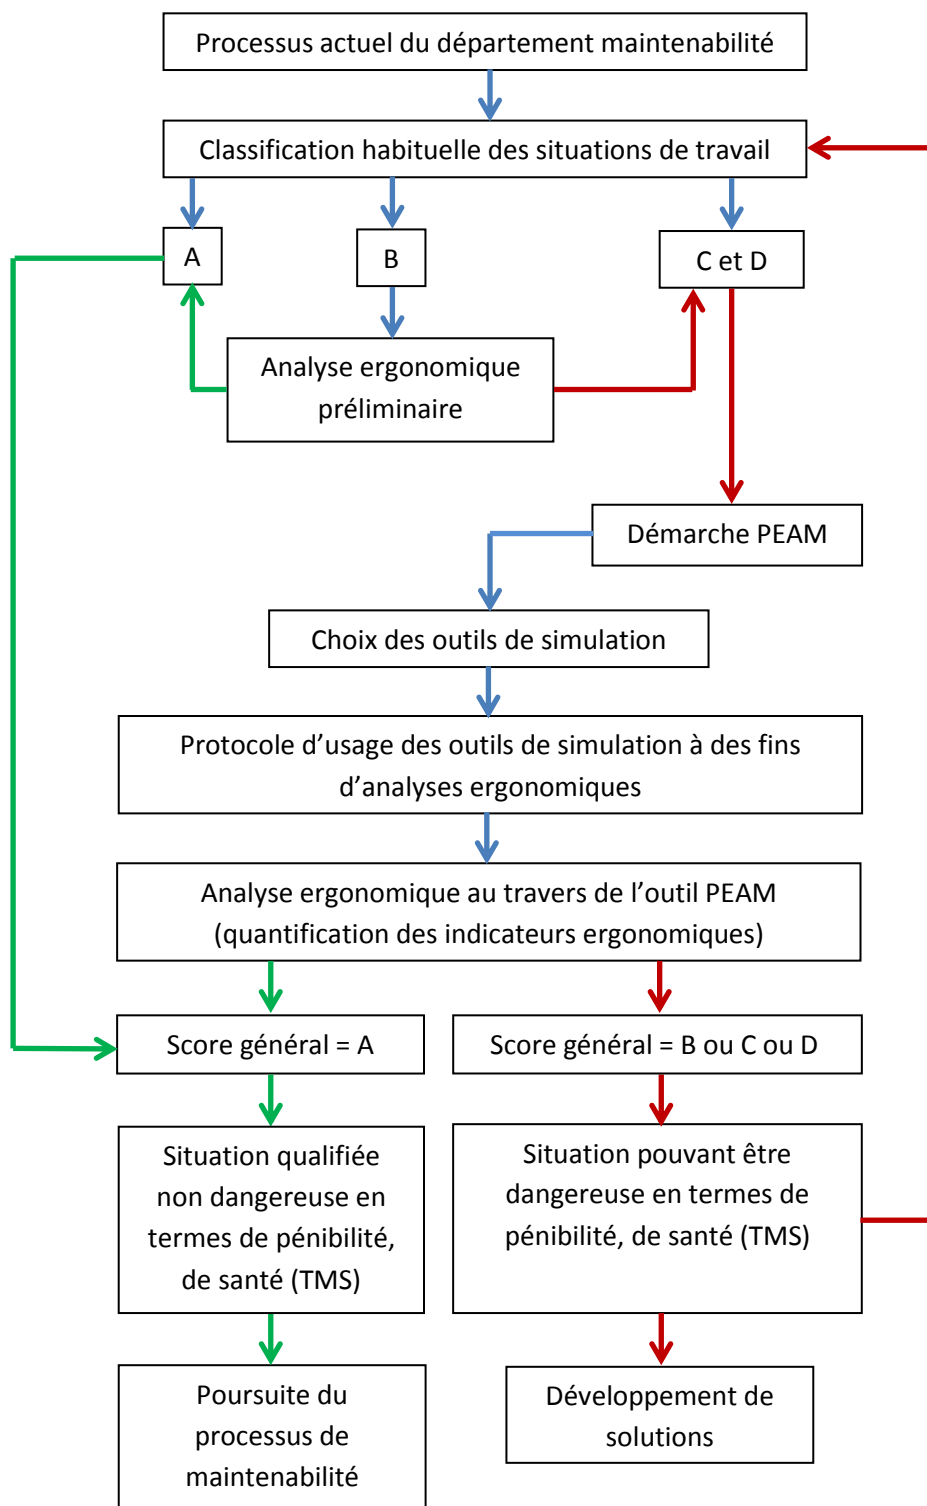 Processus actuel du département maintenabilité
Classification habituelle des situations de travail
A
B
C et D
Analyse ergonomique
préliminaire
Démarche PEAM
Choix des outils de simulation
Protocole d’usage des outils de simulation à des fins
d’analyses ergonomiques
Analyse ergonomique au travers de l’outil PEAM
(quantification des indicateurs ergonomiques)
Score général = A
Score général = B ou C ou D
Situation qualifiée
non dangereuse en
termes de pénibilité,
de santé (TMS)
Situation pouvant être
dangereuse en termes de
pénibilité, de santé (TMS)
Poursuite du
processus de
maintenabilité
Développement de
solutions